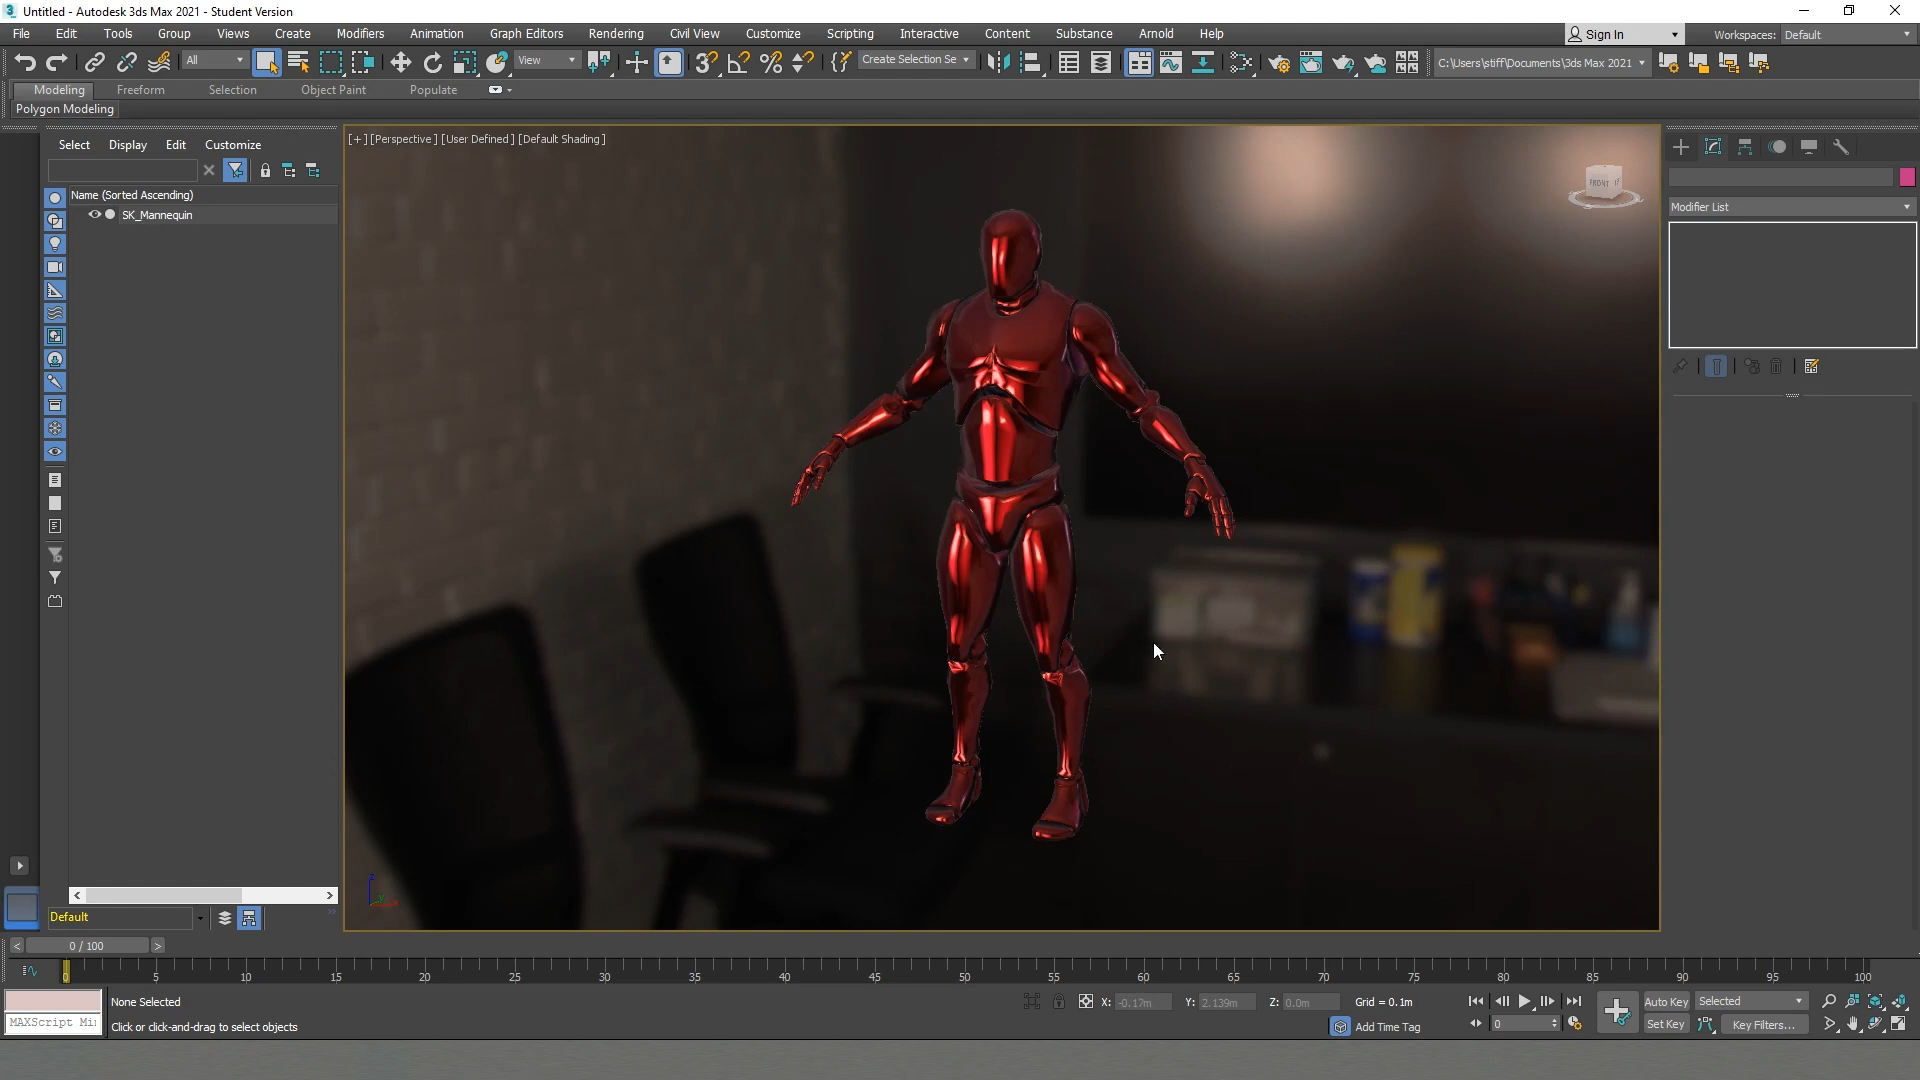 Untitled - Autodesk 3ds Max 2021 - Student Version
File Edit Tools Group Views Create Modifiers Animation Graph Editors Rendering Civil View Customize Scripting Interactive Content Substance Arnold Help
Sign In
Workspaces: Default
All
View
Create Selection Se
C:\Users\stiff\Documents\3ds Max 2021
Modeling Freeform Selection Object Paint Populate
Polygon Modeling
Select Display Edit Customize
[+] [Perspective] [User Defined] [Default Shading]
FRONT
Name (Sorted Ascending)
SK_Mannequin
Modifier List
z
y
x
Default
0 / 100
0 5 10 15 20 25 30 35 40 45 50 55 60 65 70 75 80 85 90 95 100
None Selected
X: -0.17m Y: 2.139m Z: 0.0m Grid = 0.1m
Auto Key Selected
MAXScript Mi
Click or click-and-drag to select objects
Add Time Tag
0
Set Key Key Filters...